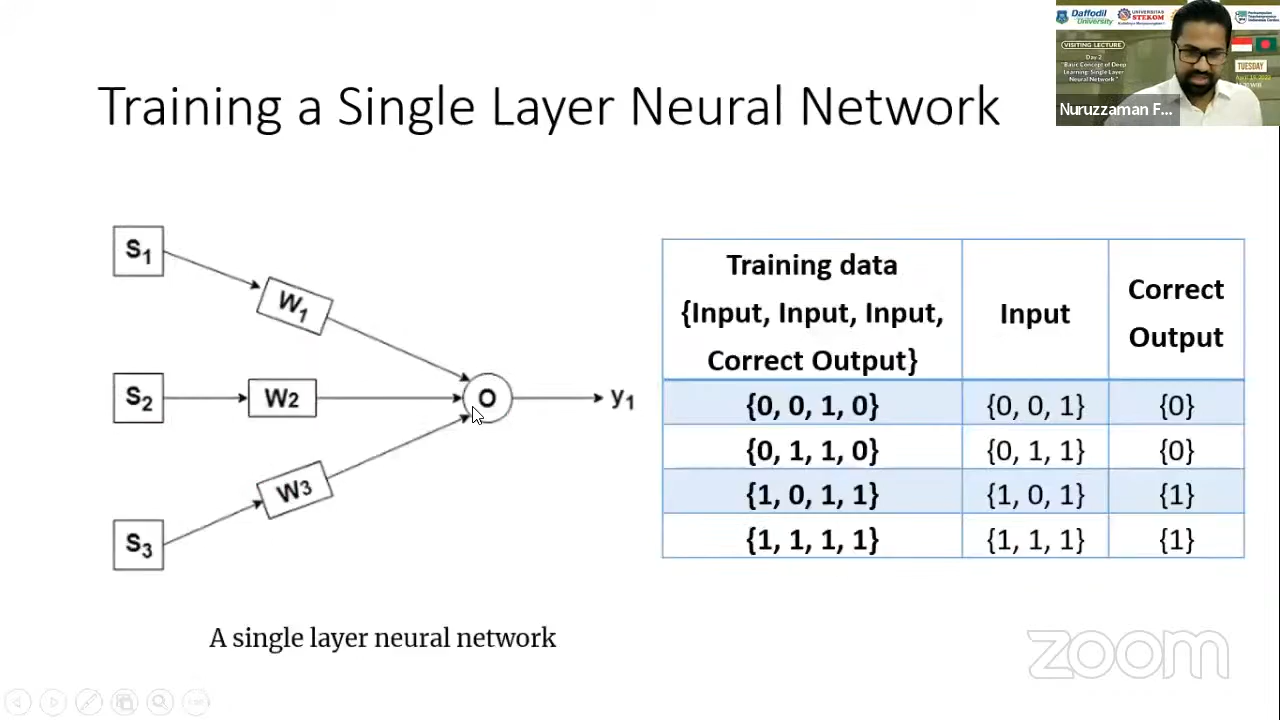 Training a Single Layer Neural Network
S1
W1
S2
W2
O
y1
S3
W3
A single layer neural network
Training data
{Input, Input, Input,
Correct Output}
Input
Correct
Output
{0, 0, 1, 0} {0, 0, 1} {0}
{0, 1, 1, 0} {0, 1, 1} {0}
{1, 0, 1, 1} {1, 0, 1} {1}
{1, 1, 1, 1} {1, 1, 1} {1}
Daffodil
University
UNIVERSITAS
STEKOM
VISITING LECTURE
Day 2
"Basic Concept of Deep
Learning: Single Layer
Neural Network"
TUESDAY
Nuruzzaman F...
zoom